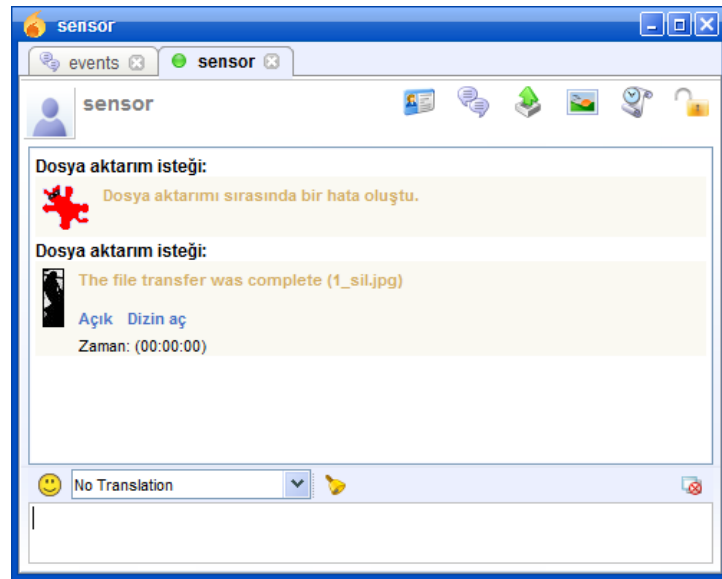 sensor
events
sensor
sensor
Dosya aktarım isteği:
Dosya aktarımı sırasında bir hata oluştu.
Dosya aktarım isteği:
The file transfer was complete (1_sil.jpg)
Açık Dizin aç
Zaman: (00:00:00)
No Translation